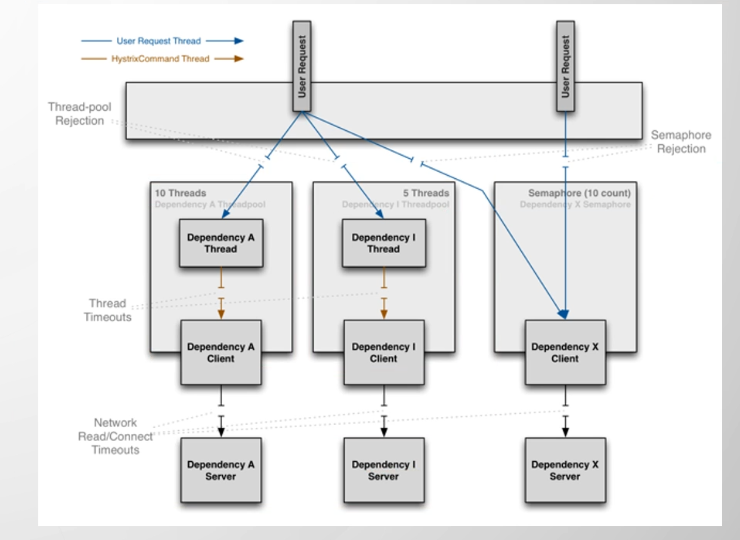 User Request Thread
HystrixCommand Thread
User Request
User Request
Thread-pool
Rejection
Semaphore
Rejection
10 Threads
Dependency A Threadpool
5 Threads
Dependency I Threadpool
Semaphore (10 count)
Dependency X Semaphore
Dependency A
Thread
Dependency I
Thread
Thread
Timeouts
Dependency A
Client
Dependency I
Client
Dependency X
Client
Network
Read/Connect
Timeouts
Dependency A
Server
Dependency I
Server
Dependency X
Server